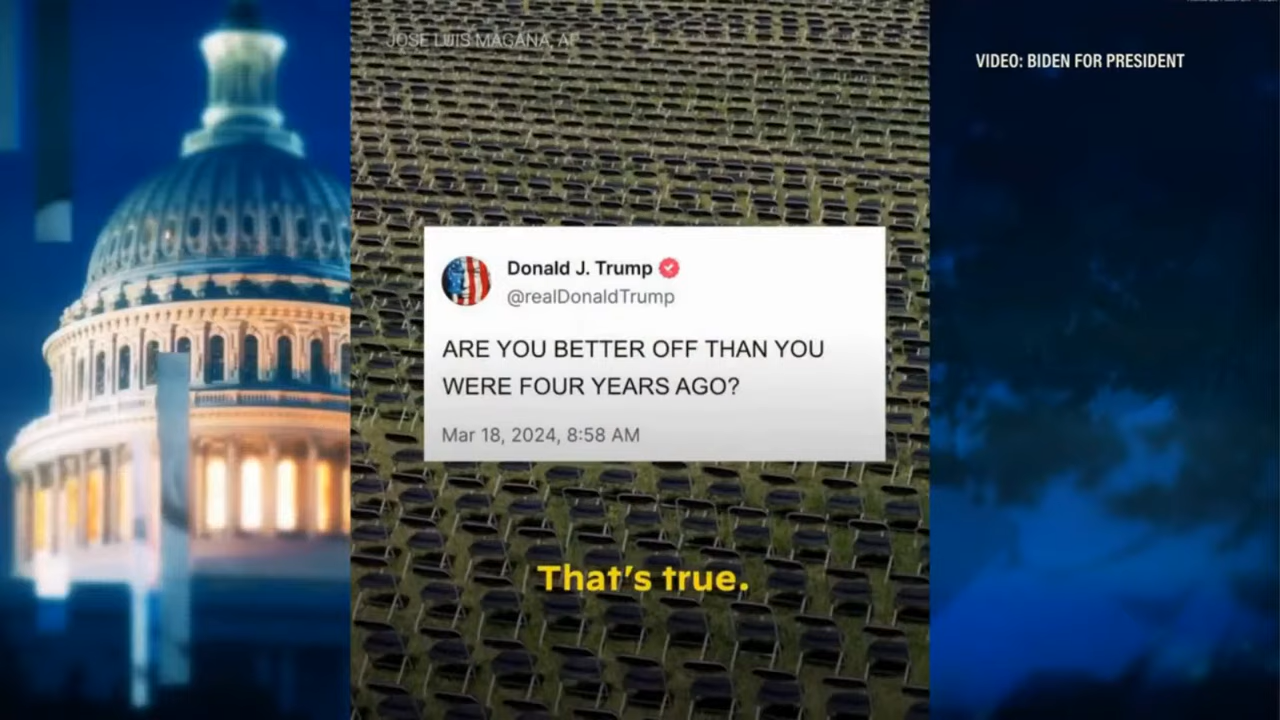 JOSE LUIS MAGANA, AP
VIDEO: BIDEN FOR PRESIDENT
Donald J. Trump
@realDonaldTrump
ARE YOU BETTER OFF THAN YOU
WERE FOUR YEARS AGO?
Mar 18, 2024, 8:58 AM
That's true.